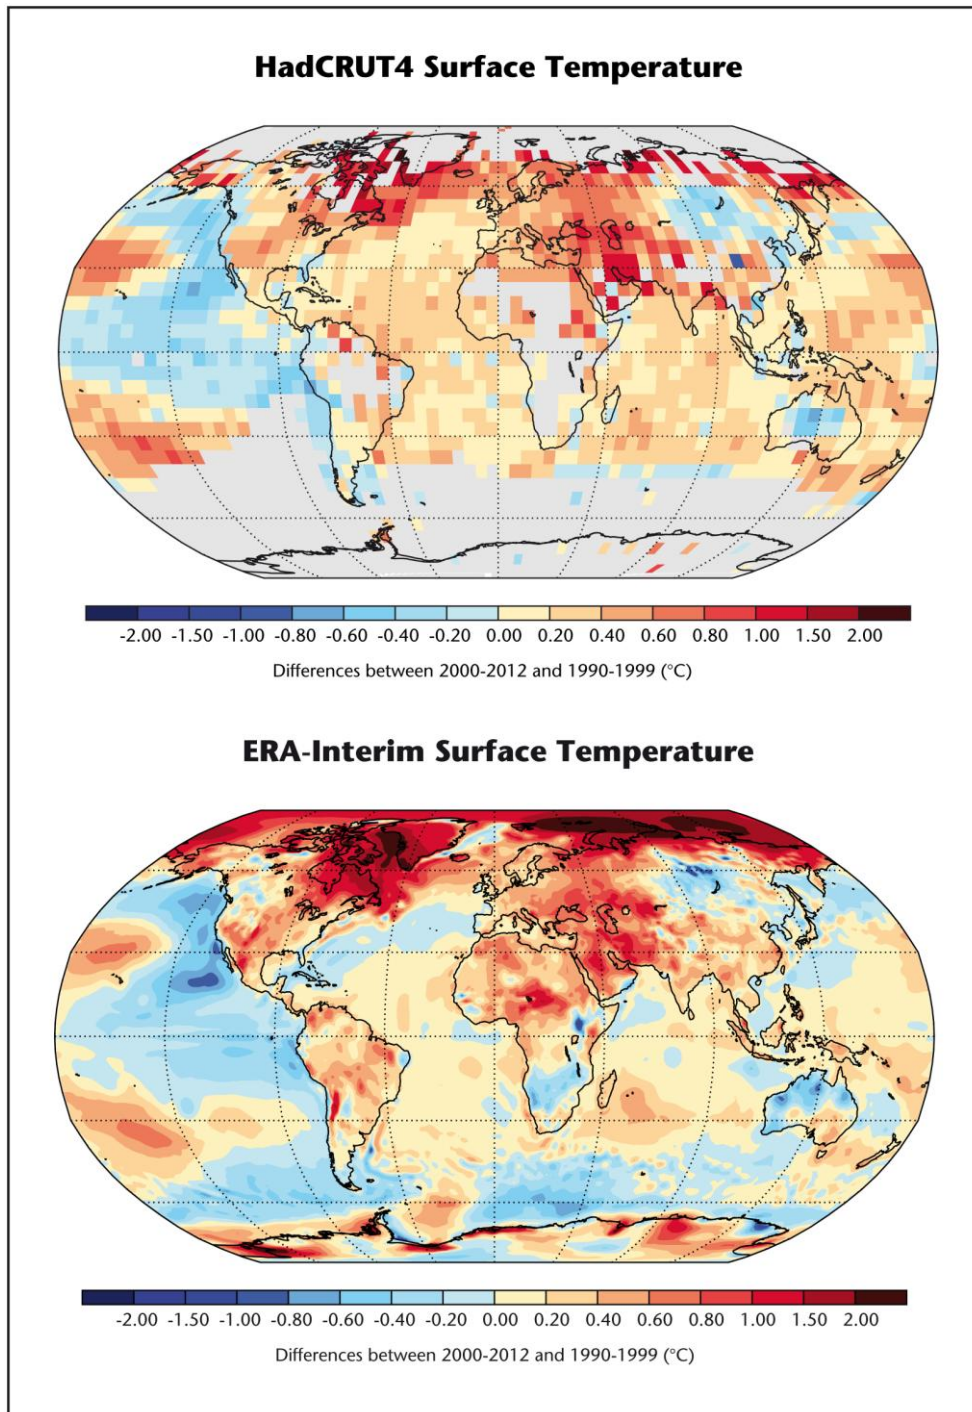 HadCRUT4 Surface Temperature
-2.00 -1.50 -1.00 -0.80 -0.60 -0.40 -0.20 0.00 0.20 0.40 0.60 0.80 1.00 1.50 2.00
Differences between 2000-2012 and 1990-1999 (°C)
ERA-Interim Surface Temperature
-2.00 -1.50 -1.00 -0.80 -0.60 -0.40 -0.20 0.00 0.20 0.40 0.60 0.80 1.00 1.50 2.00
Differences between 2000-2012 and 1990-1999 (°C)